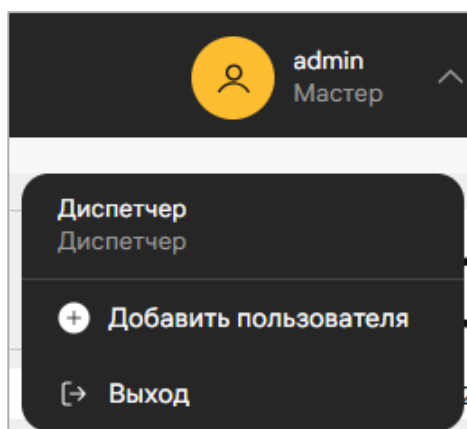 admin
Мастер
Диспетчер
Диспетчер
Добавить пользователя
Выход